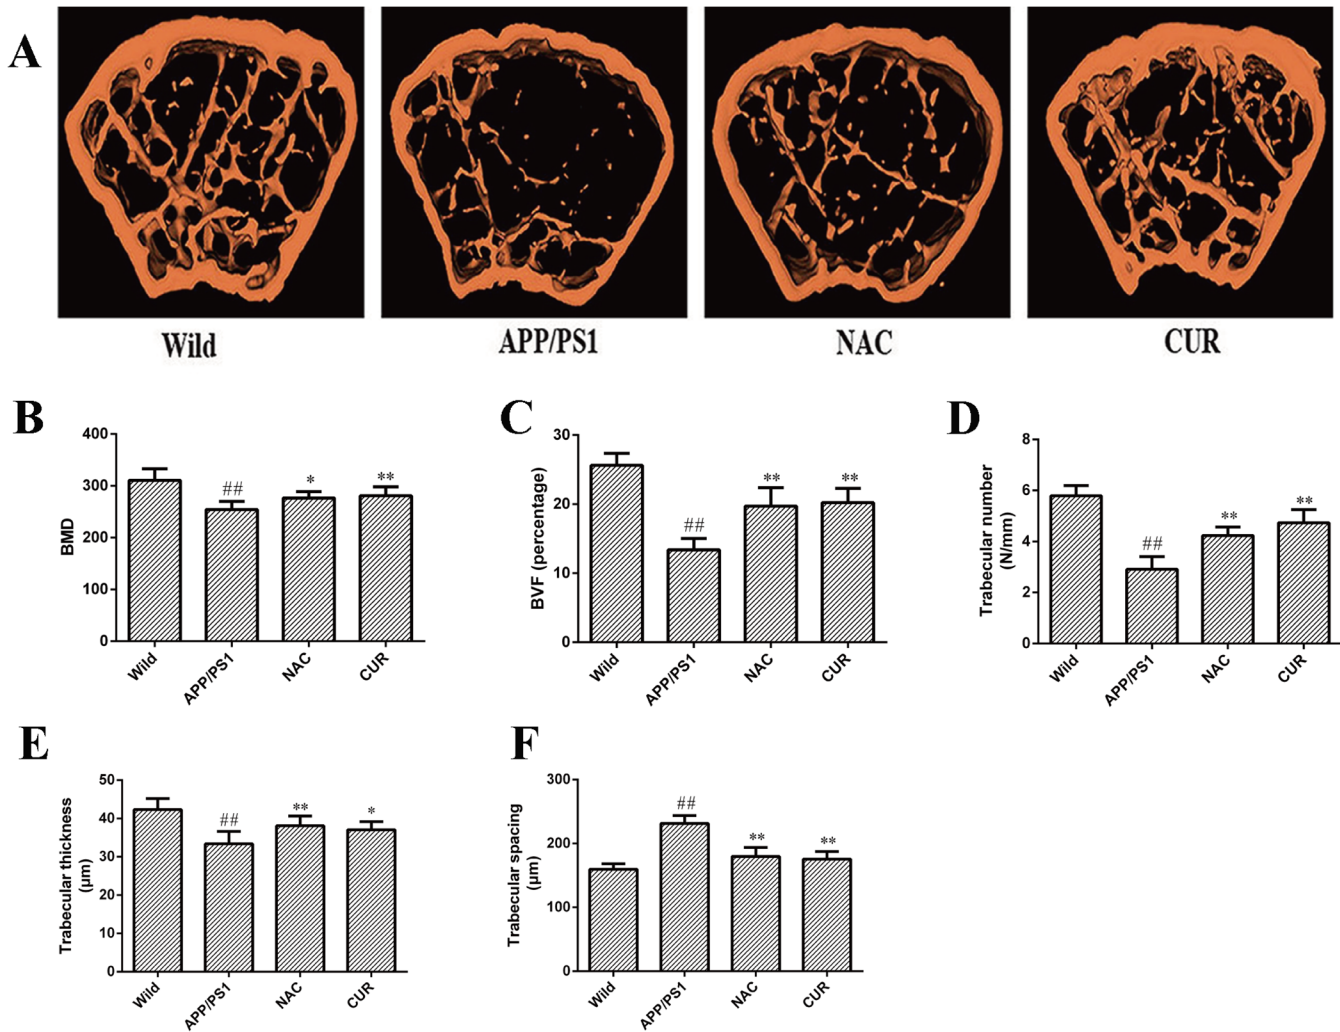 A
Wild
APP/PS1
NAC
CUR
B
BMD
400
300
200
100
0
##
*
**
Wild
APP/PS1
NAC
CUR
C
BVF (percentage)
30
20
10
0
##
**
**
Wild
APP/PS1
NAC
CUR
D
Trabecular number
(N/mm)
8
6
4
2
0
##
**
**
Wild
APP/PS1
NAC
CUR
E
Trabecular thickness
(μm)
50
40
30
20
10
0
##
**
*
Wild
APP/PS1
NAC
CUR
F
Trabecular spacing
(μm)
300
200
100
0
##
**
**
Wild
APP/PS1
NAC
CUR